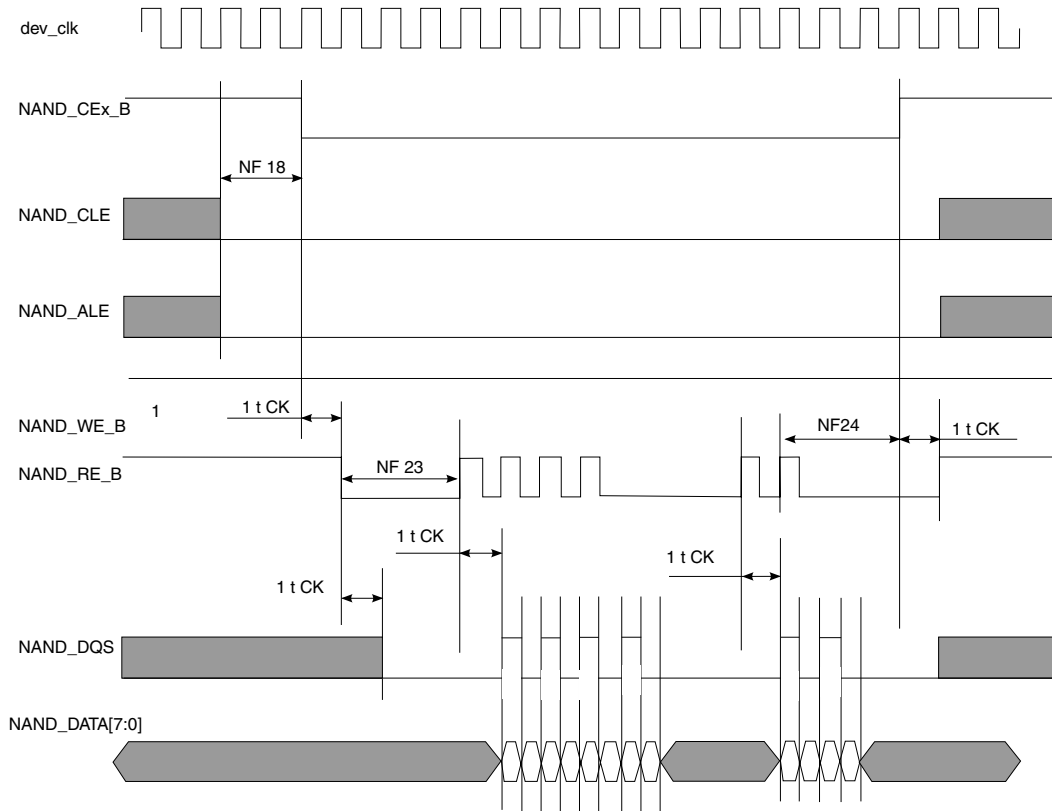 dev_clk
NAND_CEx_B
NF 18
NAND_CLE
NAND_ALE
1
1 t CK
NAND_WE_B
NF24
1 t CK
NAND_RE_B
NF 23
1 t CK
1 t CK
1 t CK
NAND_DQS
NAND_DATA[7:0]